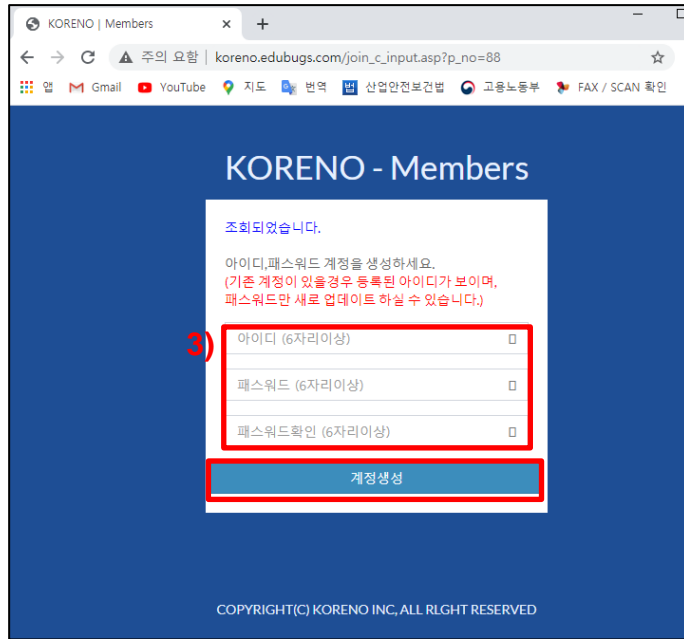 KORENO | Members
주의 요함 | koreno.edubugs.com/join_c_input.asp?p_no=88
앱 Gmail YouTube 지도 번역 법 산업안전보건법 고용노동부 FAX / SCAN 확인
KORENO - Members
조회되었습니다.
아이디,패스워드 계정을 생성하세요.
(기존 계정이 있을경우 등록된 아이디가 보이며,
패스워드만 새로 업데이트 하실 수 있습니다.)
3)
아이디 (6자리이상)
패스워드 (6자리이상)
패스워드확인 (6자리이상)
계정생성
COPYRIGHT(C) KORENO INC, ALL RLGHT RESERVED